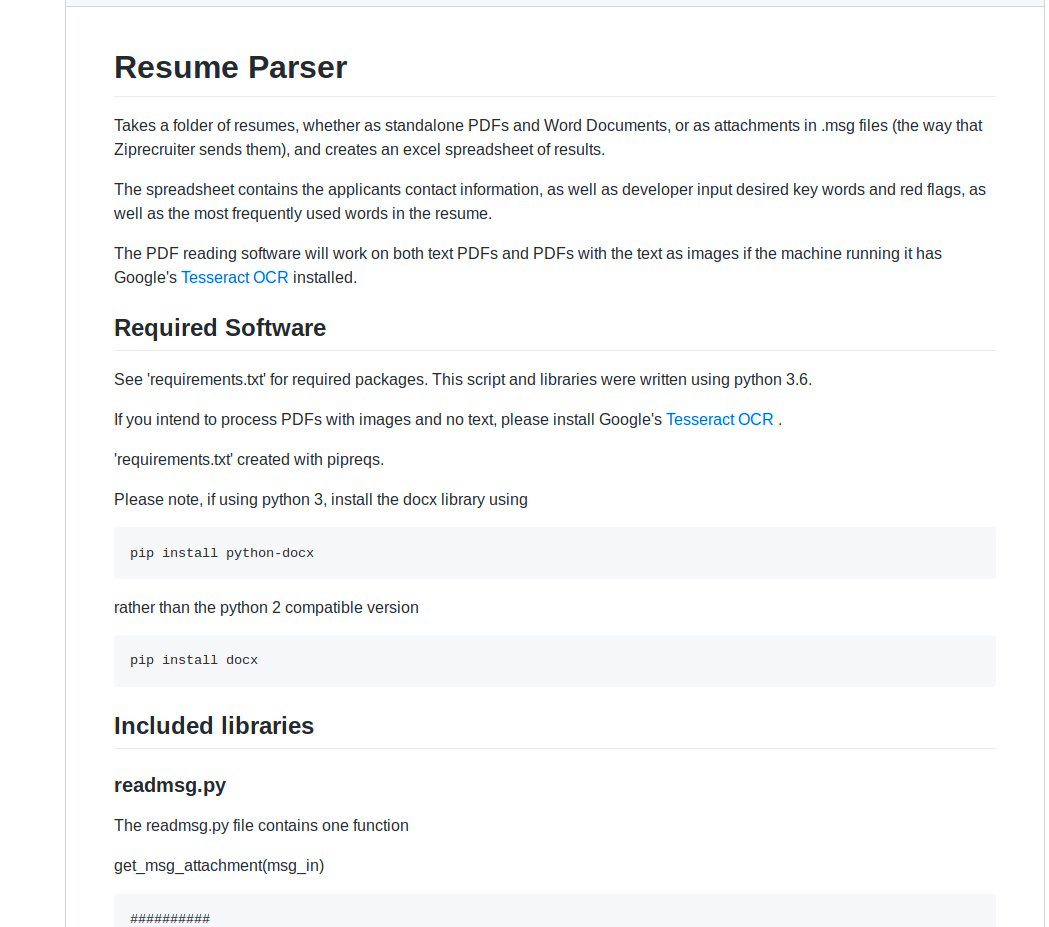 Resume Parser
Takes a folder of resumes, whether as standalone PDFs and Word Documents, or as attachments in .msg files (the way that
Ziprecruiter sends them), and creates an excel spreadsheet of results.
The spreadsheet contains the applicants contact information, as well as developer input desired key words and red flags, as
well as the most frequently used words in the resume.
The PDF reading software will work on both text PDFs and PDFs with the text as images if the machine running it has
Google's Tesseract OCR installed.
Required Software
See 'requirements.txt' for required packages. This script and libraries were written using python 3.6.
If you intend to process PDFs with images and no text, please install Google's Tesseract OCR .
'requirements.txt' created with pipreqs.
Please note, if using python 3, install the docx library using
pip install python-docx
rather than the python 2 compatible version
pip install docx
Included libraries
readmsg.py
The readmsg.py file contains one function
get_msg_attachment(msg_in)
##########